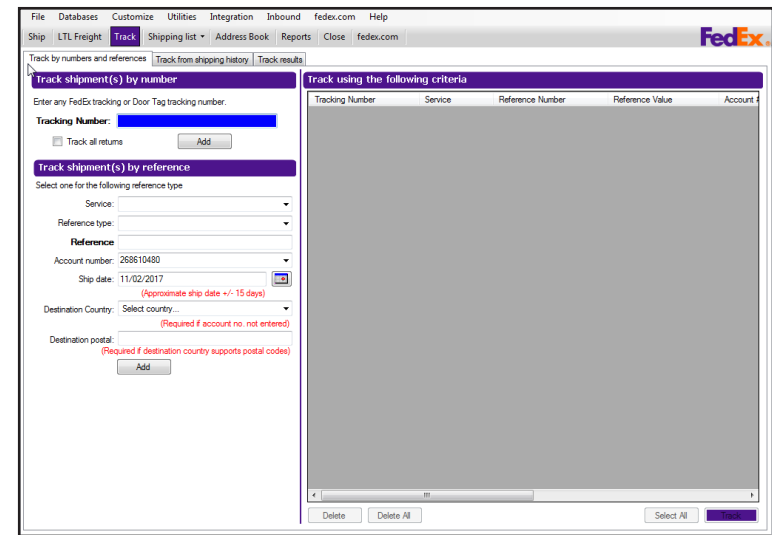 File Databases Customize Utilities Integration Inbound fedex.com Help
Ship LTL Freight Track Shipping list Address Book Reports Close fedex.com FedEx
Track by numbers and references Track from shipping history Track results
Track shipment(s) by number
Enter any FedEx tracking or Door Tag tracking number.
Tracking Number:
Track all returns Add
Track shipment(s) by reference
Select one for the following reference type
Service:
Reference type:
Reference
Account number: 268610480
Ship date: 11/02/2017
(Approximate ship date +/- 15 days)
Destination Country: Select country...
(Required if account no. not entered)
Destination postal:
(Required if destination country supports postal codes)
Add
Track using the following criteria
Tracking Number Service Reference Number Reference Value Account #
Delete Delete All Select All Track